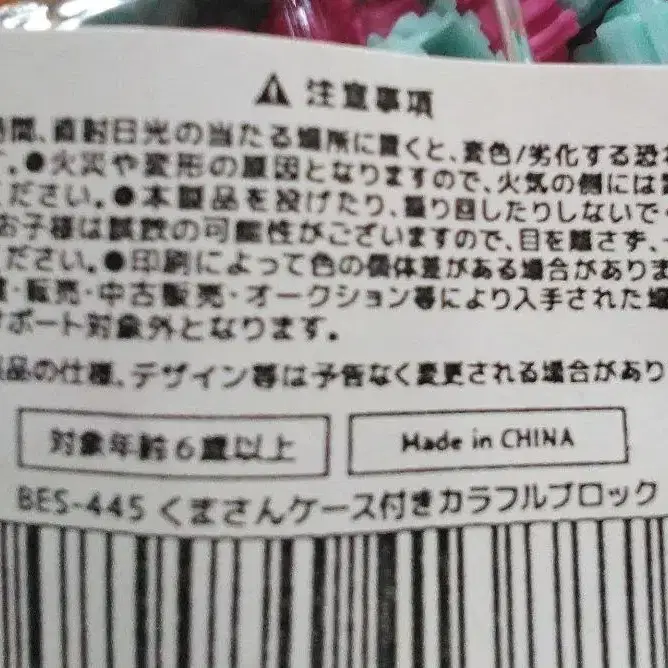 ⚠ 注意事項
時間、直射日光の当たる場所に置くと、変色/劣化する恐
。●火災や変形の原因となりますので、火気の側には
ください。●本製品を投げたり、振り回したりしないで
お子様は誤飲の可能性がございますので、目を離さず、
ださい。●印刷によって色の個体差がある場合がありま
・販売・中古販売・オークション等により入手された場
サポート対象外となります。
製品の仕様、デザイン等は予告なく変更される場合があり
対象年齢6歳以上
Made in CHINA
BES-445 くまさんケース付きカラフルブロック